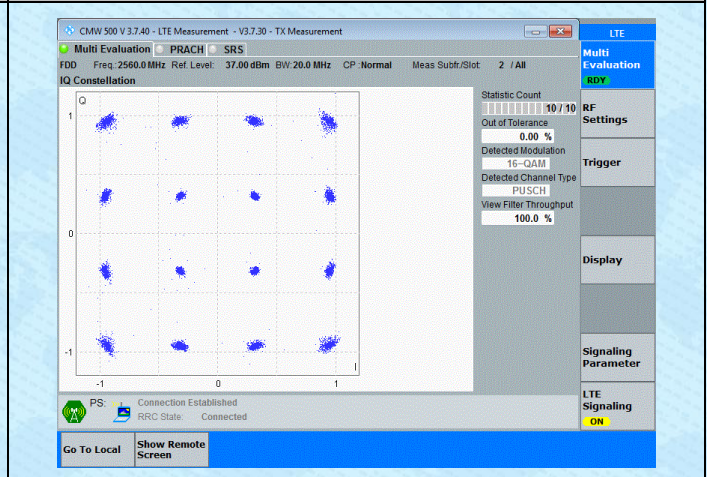 CMW 500 V 3.7.40 - LTE Measurement - V3.7.30 - TX Measurement
LTE
Multi Evaluation PRACH SRS
FDD Freq.:2560.0 MHz Ref. Level: 37.00 dBm BW:20.0 MHz CP :Normal Meas Subfr./Slot: 2 / All
IQ Constellation
Q
1
0
-1
-1
0
1
I
Statistic Count
10 / 10
Out of Tolerance
0.00 %
Detected Modulation
16-QAM
Detected Channel Type
PUSCH
View Filter Throughput
100.0 %
Multi
Evaluation
RDY
RF
Settings
Trigger
Display
Signaling
Parameter
LTE
Signaling
ON
PS: Connection Established
RRC State: Connected
Go To Local
Show Remote
Screen